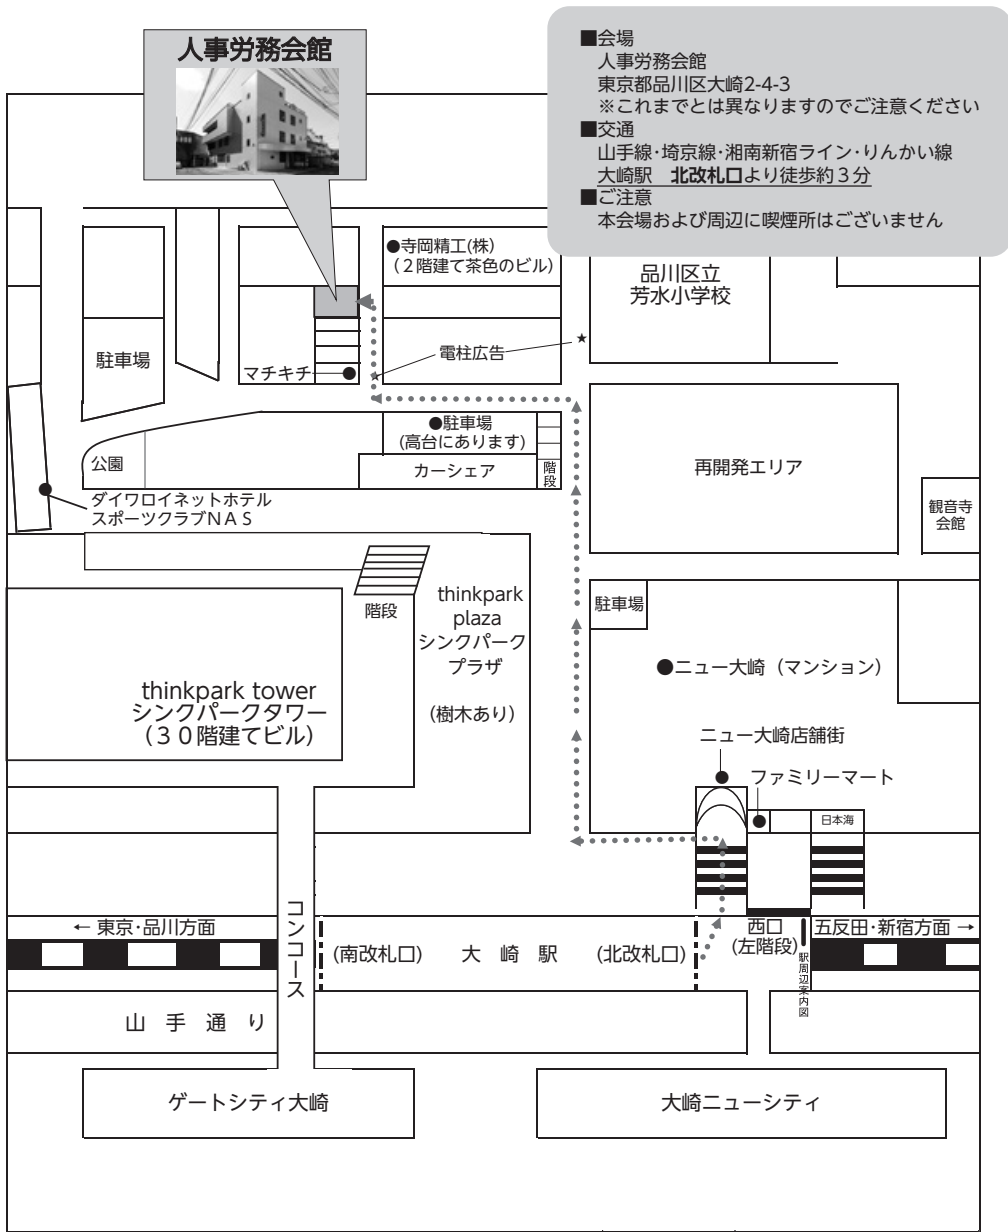 人事労務会館
■会場
人事労務会館
東京都品川区大崎2-4-3
※これまでとは異なりますのでご注意ください
■交通
山手線･埼京線･湘南新宿ライン･りんかい線
大崎駅　北改札口より徒歩約３分
■ご注意
本会場および周辺に喫煙所はございません
●寺岡精工(株)
(２階建て茶色のビル)
品川区立
芳水小学校
駐車場
マチキチ
電柱広告
★
★
●駐車場
(高台にあります)
カーシェア
階段
公園
再開発エリア
観音寺
会館
ダイワロイネットホテル
スポーツクラブＮＡＳ
階段
thinkpark
plaza
シンクパーク
プラザ
(樹木あり)
駐車場
●ニュー大崎（マンション）
thinkpark tower
シンクパークタワー
(３０階建てビル)
ニュー大崎店舗街
ファミリーマート
日本海
コンコース
← 東京･品川方面
(南改札口)
大崎駅
(北改札口)
西口
(左階段)
駅周辺案内図
五反田･新宿方面 →
山手通り
ゲートシティ大崎
大崎ニューシティ